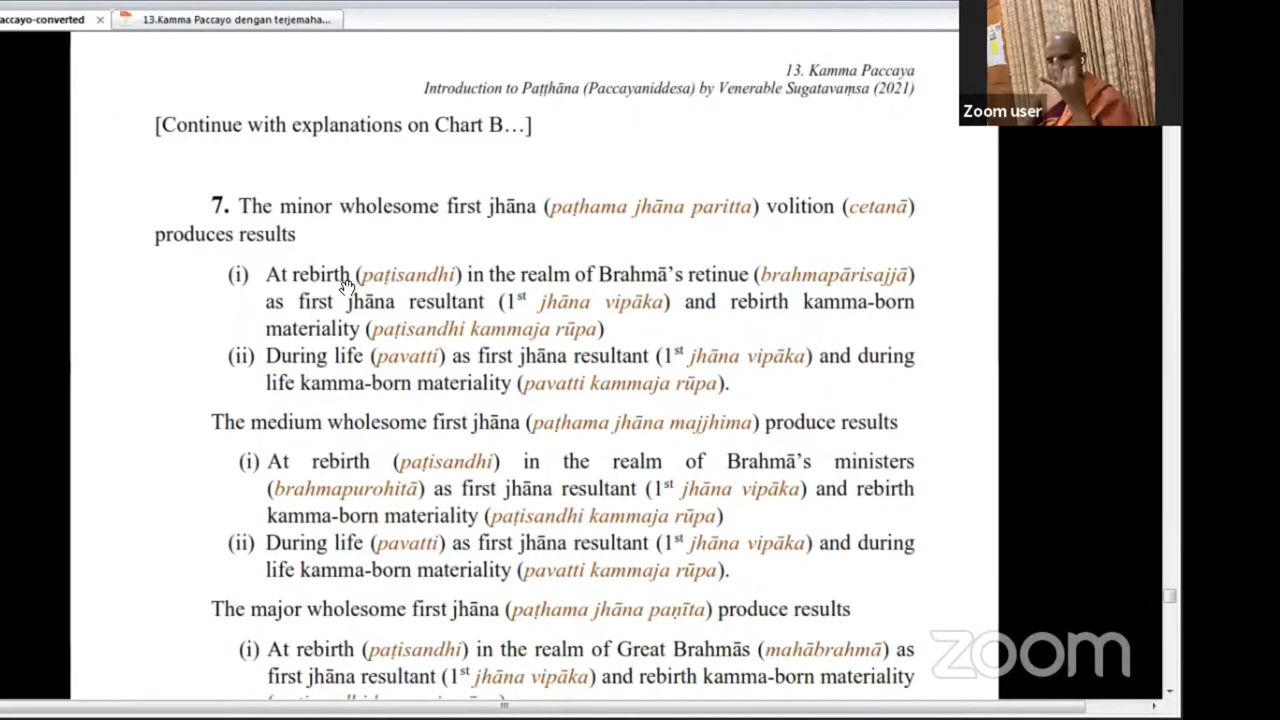 accayo-converted
13.Kamma Paccayo dengan terjemaha...
13. Kamma Paccaya
Introduction to Paṭṭhāna (Paccayaniddesa) by Venerable Sugatavaṃsa (2021)
[Continue with explanations on Chart B…]
7. The minor wholesome first jhāna (paṭhama jhāna paritta) volition (cetanā)
produces results
(i) At rebirth (paṭisandhi) in the realm of Brahmā’s retinue (brahmapārisajjā)
as first jhāna resultant (1st jhāna vipāka) and rebirth kamma-born
materiality (paṭisandhi kammaja rūpa)
(ii) During life (pavatti) as first jhāna resultant (1st jhāna vipāka) and during
life kamma-born materiality (pavatti kammaja rūpa).
The medium wholesome first jhāna (paṭhama jhāna majjhima) produce results
(i) At rebirth (paṭisandhi) in the realm of Brahmā’s ministers
(brahmapurohitā) as first jhāna resultant (1st jhāna vipāka) and rebirth
kamma-born materiality (paṭisandhi kammaja rūpa)
(ii) During life (pavatti) as first jhāna resultant (1st jhāna vipāka) and during
life kamma-born materiality (pavatti kammaja rūpa).
The major wholesome first jhāna (paṭhama jhāna paṇīta) produce results
(i) At rebirth (paṭisandhi) in the realm of Great Brahmās (mahābrahmā) as
first jhāna resultant (1st jhāna vipāka) and rebirth kamma-born materiality
Zoom user
zoom